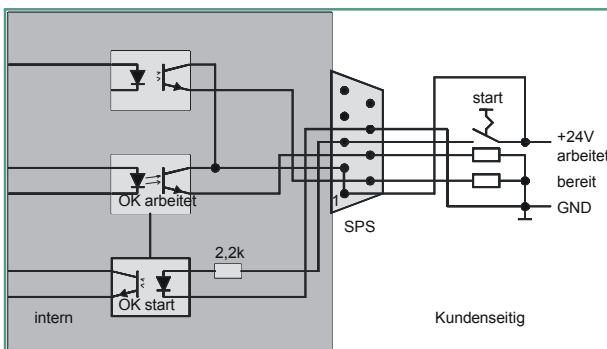 start
+24V
arbeitet
OK arbeitet
bereit
1
GND
SPS
2,2k
OK start
intern
Kundenseitig